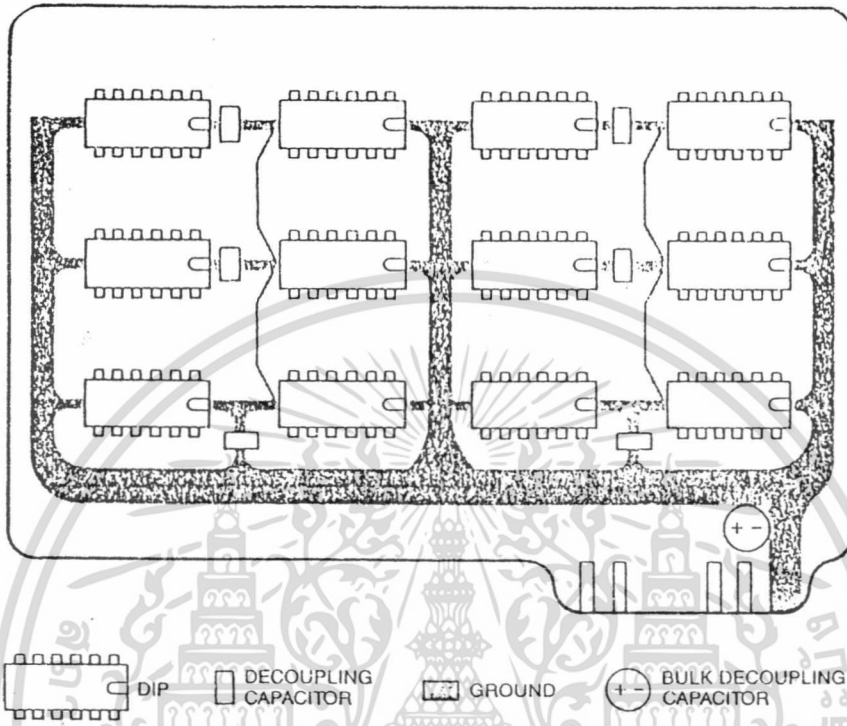 DIP
DECOUPLING
CAPACITOR
GROUND
+ -
BULK DECOUPLING
CAPACITOR
+ -